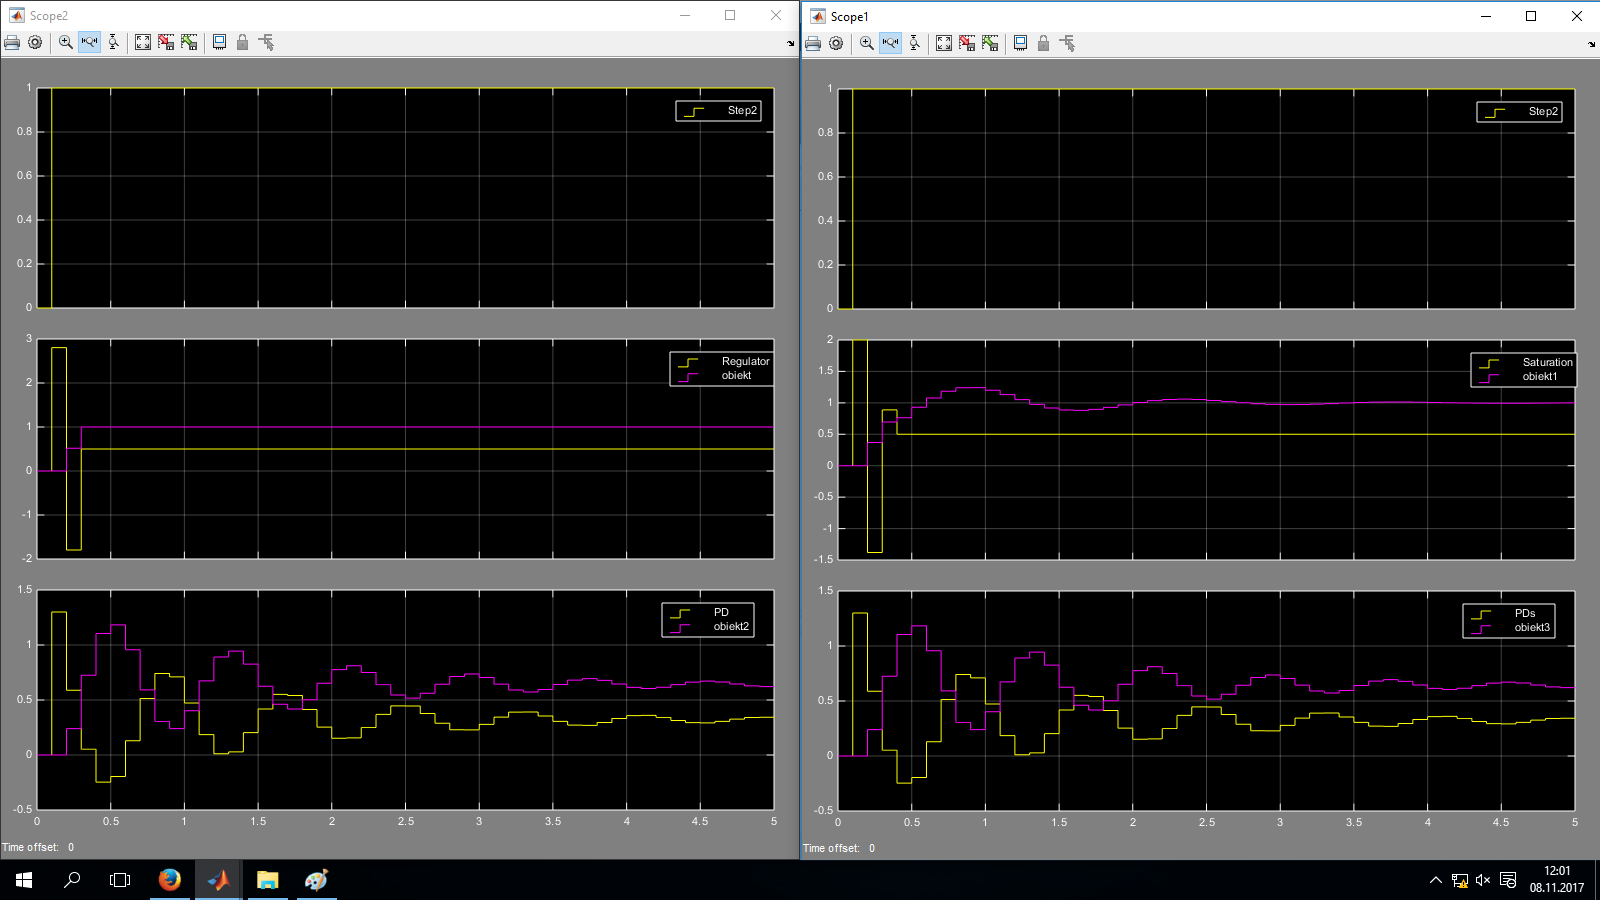 Scope2
1
0.8
0.6
0.4
0.2
0
Step2
3
2
1
0
-1
-2
Regulator
obiekt
1.5
1
0.5
0
-0.5
PD
obiekt2
0 0.5 1 1.5 2 2.5 3 3.5 4 4.5 5
Time offset: 0
Scope1
1
0.8
0.6
0.4
0.2
0
Step2
2
1.5
1
0.5
0
-0.5
-1
-1.5
Saturation
obiekt1
1.5
1
0.5
0
-0.5
PDs
obiekt3
0 0.5 1 1.5 2 2.5 3 3.5 4 4.5 5
Time offset: 0
12:01
08.11.2017